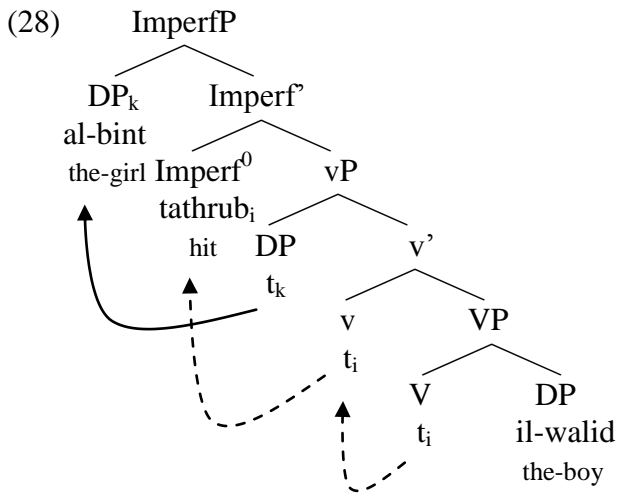 (28) ImperfP
DPₖ Imperf’
al-bint
the-girl Imperf⁰ vP
tathrubᵢ
hit DP v’
tₖ
v VP
tᵢ
V DP
tᵢ il-walid
the-boy